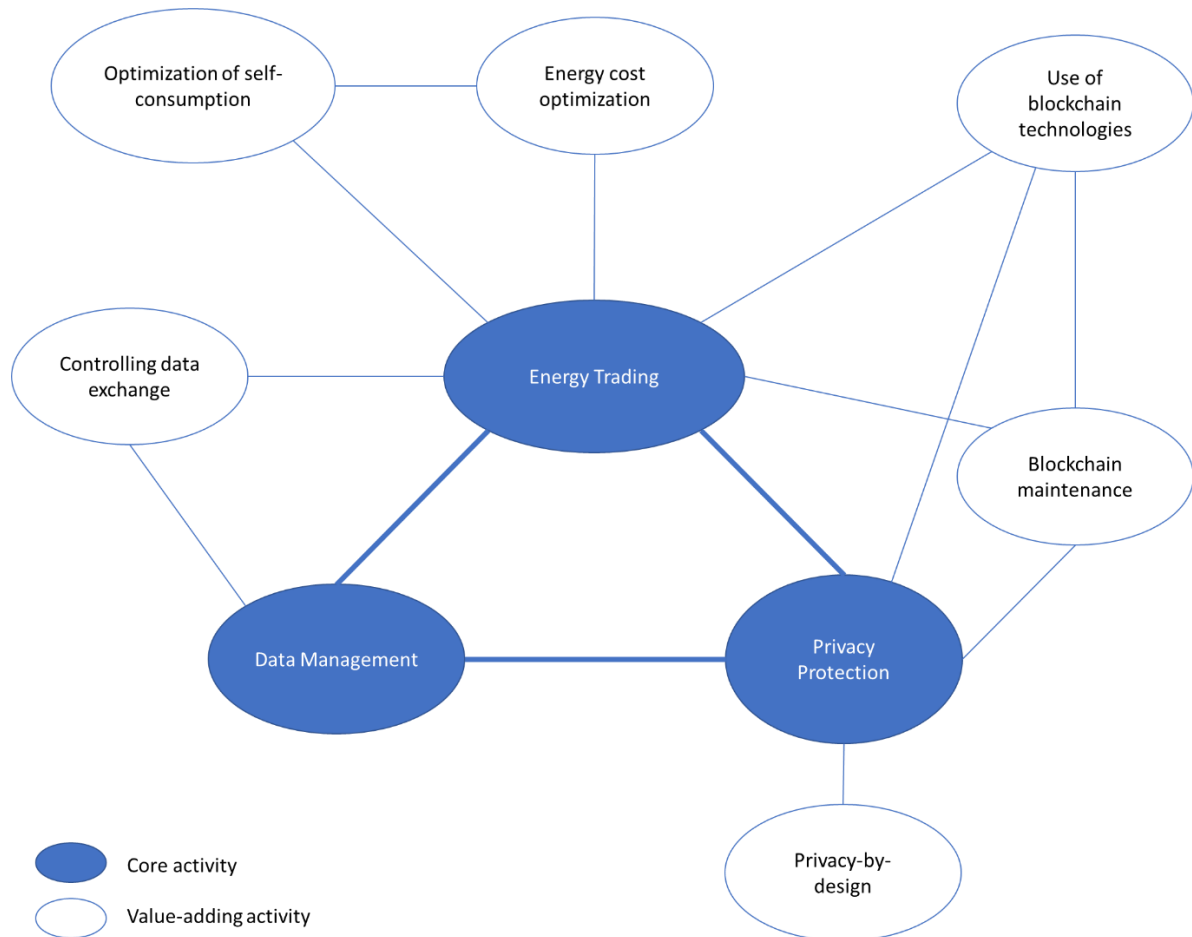 Optimization of self-
consumption
Energy cost
optimization
Use of
blockchain
technologies
Controlling data
exchange
Energy Trading
Blockchain
maintenance
Data Management
Privacy
Protection
Privacy-by-
design
Core activity
Value-adding activity